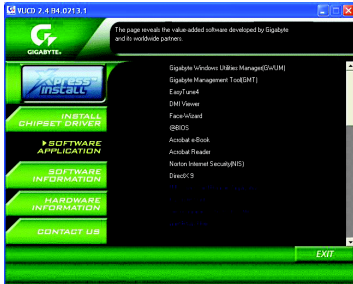 VUCD 2.4 B4.0213.1
GIGABYTE
The page reveals the value-added software developed by Gigabyte
and its worldwide partners.
Xpress
INSTALL
INSTALL
CHIPSET DRIVER
SOFTWARE
APPLICATION
SOFTWARE
INFORMATION
HARDWARE
INFORMATION
CONTACT US
Gigabyte Windows Utilities Manager(GWUM)
Gigabyte Management Tool(GMT)
EasyTune4
DMI Viewer
Face-Wizard
@BIOS
Acrobat e-Book
Acrobat Reader
Norton Internet Security(NIS)
DirectX 9
EXIT